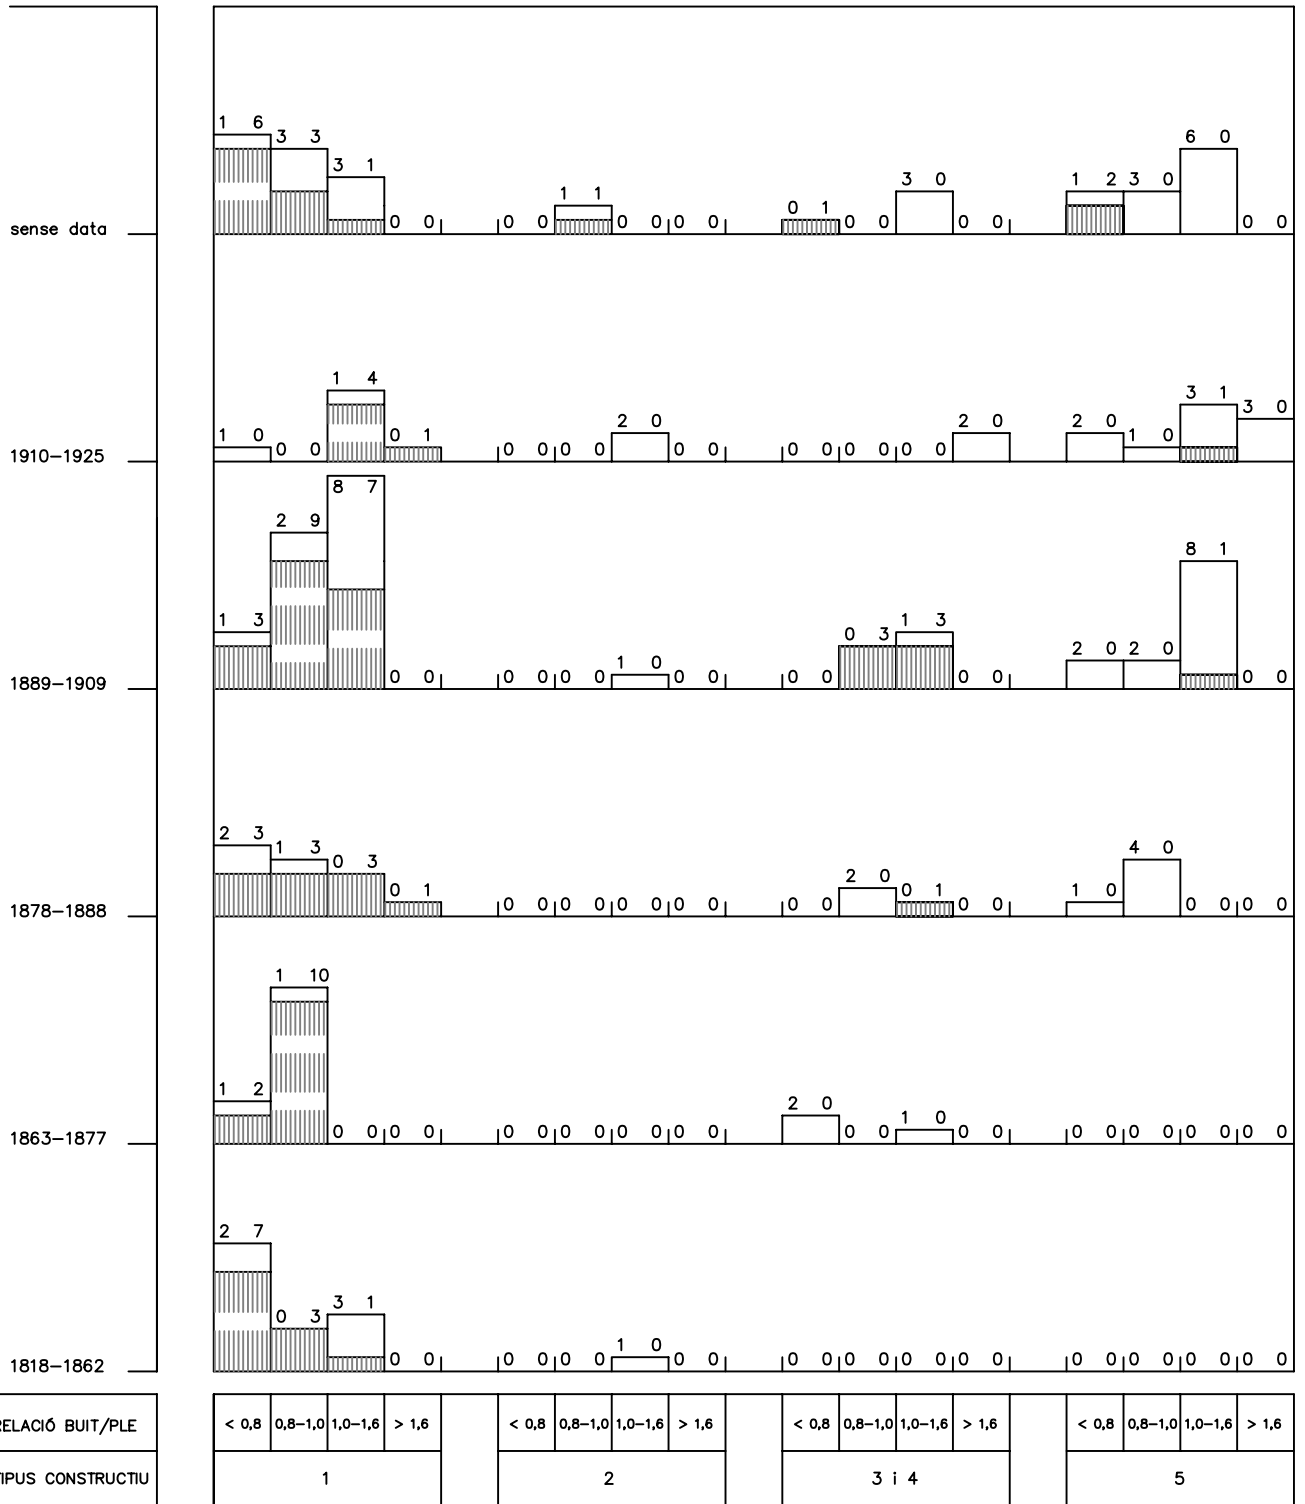 1 6 3 3 3 1 0 0 0 0 1 1 0 0 0 0 0 1 0 0 3 0 0 0 1 2 3 0 6 0 0 0
sense data
1 0 0 0 1 4 0 1 0 0 0 0 2 0 0 0 0 0 0 0 0 0 2 0 2 0 1 0 3 1 3 0
1910–1925
1 3 2 9 8 7 0 0 0 0 0 0 1 0 0 0 0 0 0 3 1 3 0 0 2 0 2 0 8 1 0 0
1889–1909
2 3 1 3 0 3 0 1 0 0 0 0 0 0 0 0 0 0 2 0 0 1 0 0 1 0 4 0 0 0 0 0
1878–1888
1 2 1 10 0 0 0 0 0 0 0 0 0 0 0 0 2 0 0 0 1 0 0 0 0 0 0 0 0 0 0 0
1863–1877
2 7 0 3 3 1 0 0 0 0 0 0 1 0 0 0 0 0 0 0 0 0 0 0 0 0 0 0 0 0 0 0
1818–1862
RELACIÓ BUIT/PLE < 0,8 0,8–1,0 1,0–1,6 > 1,6 < 0,8 0,8–1,0 1,0–1,6 > 1,6 < 0,8 0,8–1,0 1,0–1,6 > 1,6 < 0,8 0,8–1,0 1,0–1,6 > 1,6
TIPUS CONSTRUCTIU 1 2 3 i 4 5